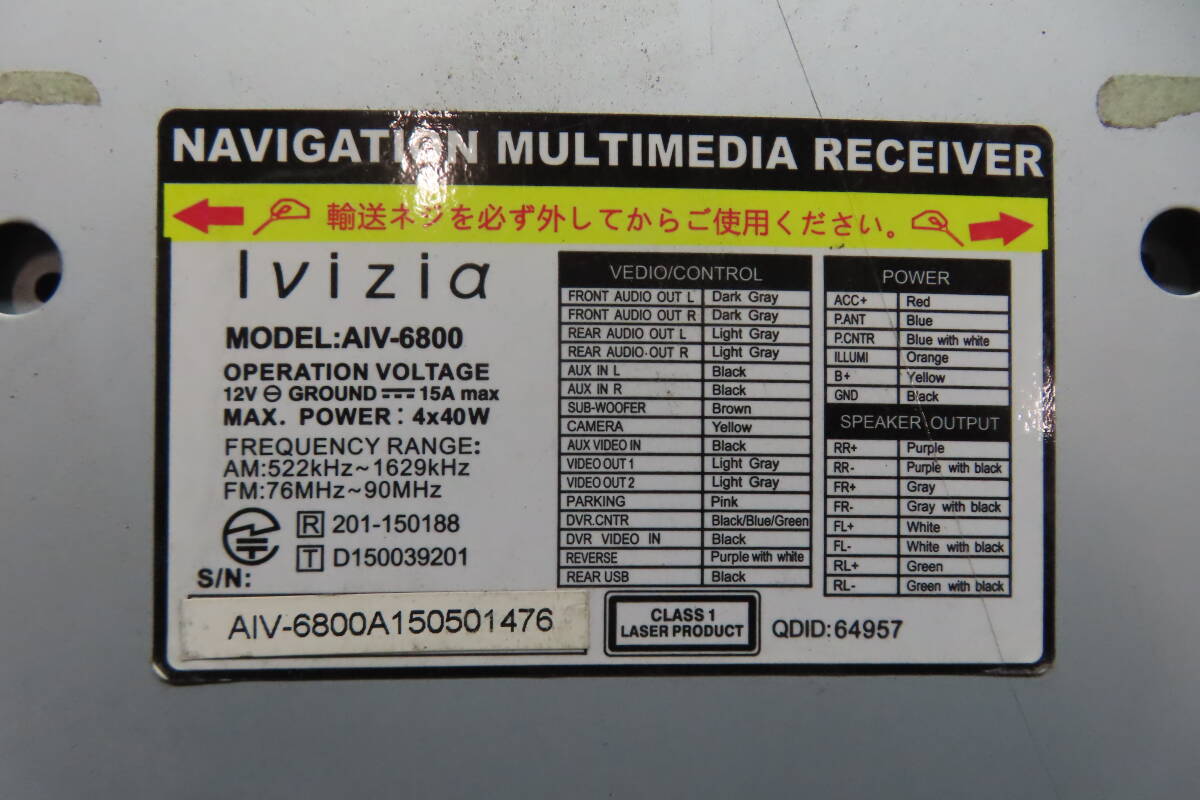 NAVIGATION MULTIMEDIA RECEIVER
輸送ネジを必ず外してからご使用ください。
Ivizia
MODEL:AIV-6800
OPERATION VOLTAGE
12V ⊖ GROUND ⎓ 15A max
MAX. POWER: 4x40W
FREQUENCY RANGE:
AM:522kHz~1629kHz
FM:76MHz~90MHz
R 201-150188
T D150039201
S/N:
AIV-6800A150501476
VEDIO/CONTROL
FRONT AUDIO OUT L Dark Gray
FRONT AUDIO OUT R Dark Gray
REAR AUDIO OUT L Light Gray
REAR AUDIO OUT R Light Gray
AUX IN L Black
AUX IN R Black
SUB-WOOFER Brown
CAMERA Yellow
AUX VIDEO IN Black
VIDEO OUT 1 Light Gray
VIDEO OUT 2 Light Gray
PARKING Pink
DVR.CNTR Black/Blue/Green
DVR VIDEO IN Black
REVERSE Purple with white
REAR USB Black
POWER
ACC+ Red
P.ANT Blue
P.CNTR Blue with white
ILLUMI Orange
B+ Yellow
GND Black
SPEAKER OUTPUT
RR+ Purple
RR- Purple with black
FR+ Gray
FR- Gray with black
FL+ White
FL- White with black
RL+ Green
RL- Green with black
CLASS 1
LASER PRODUCT
QDID:64957